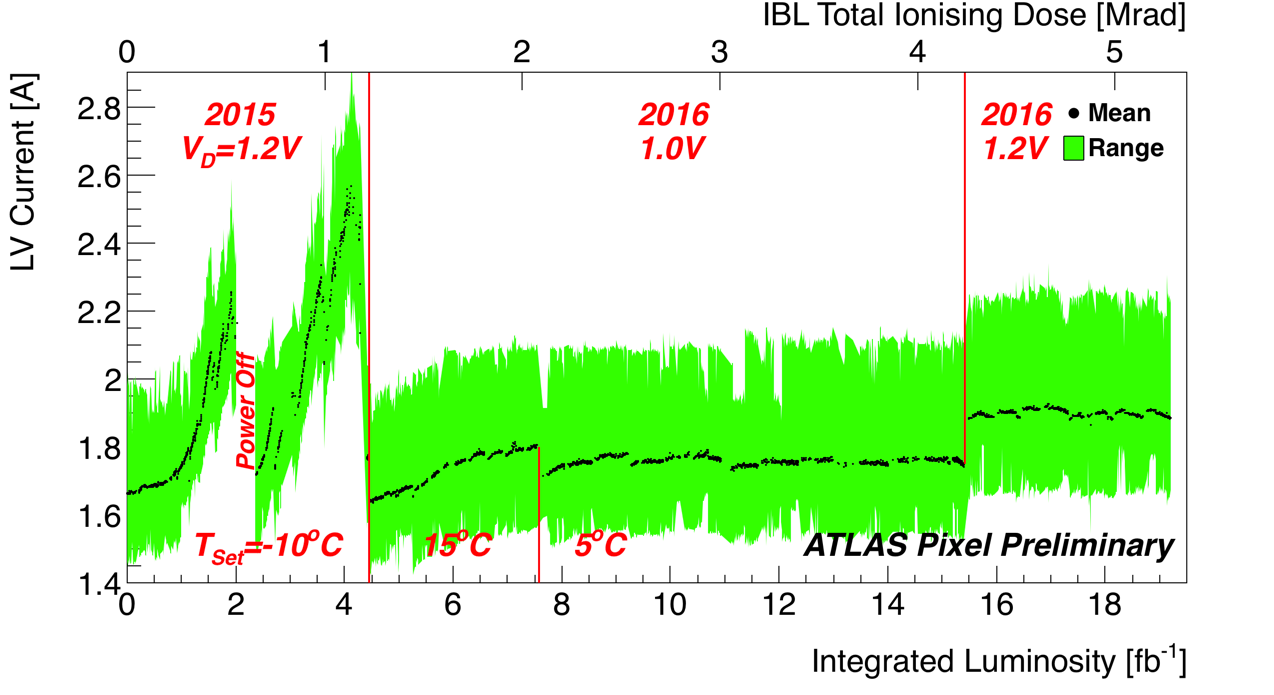 IBL Total Ionising Dose [Mrad]
0 1 2 3 4 5
LV Current [A]
2.8
2.6
2.4
2.2
2
1.8
1.6
1.4
2015
V_D=1.2V
2016
1.0V
2016
1.2V
Mean
Range
Power Off
T_Set=-10°C
15°C
5°C
ATLAS Pixel Preliminary
0 2 4 6 8 10 12 14 16 18
Integrated Luminosity [fb⁻¹]